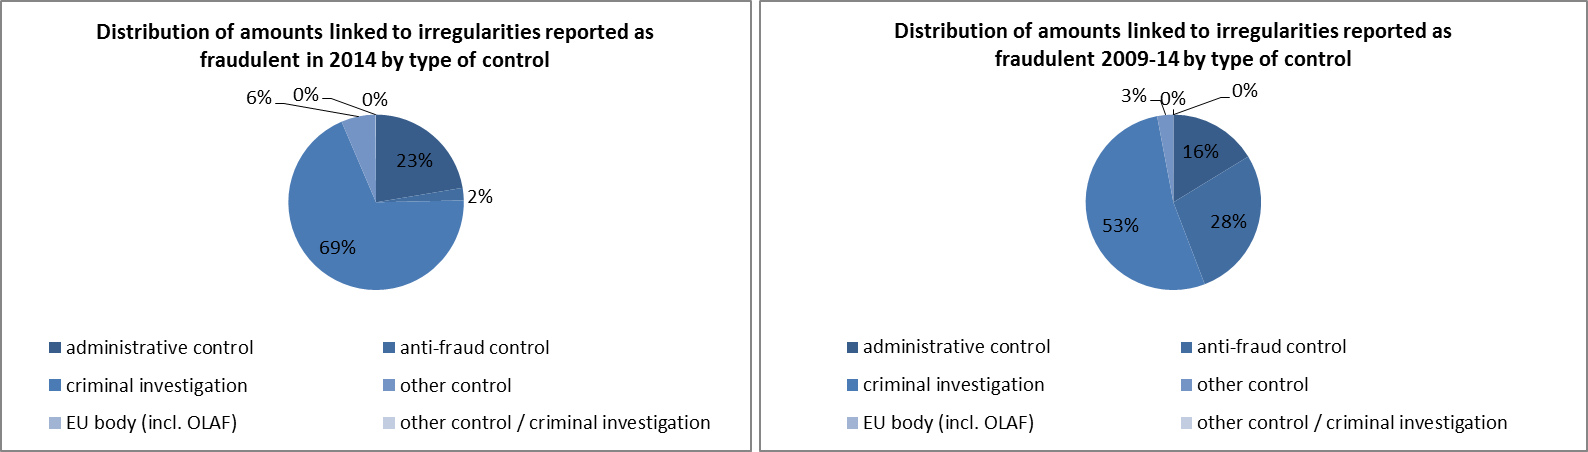 Distribution of amounts linked to irregularities reported as
fraudulent in 2014 by type of control
6%
0%
0%
23%
2%
69%
administrative control
anti-fraud control
criminal investigation
other control
EU body (incl. OLAF)
other control / criminal investigation
Distribution of amounts linked to irregularities reported as
fraudulent 2009-14 by type of control
3%
0%
0%
16%
28%
53%
administrative control
anti-fraud control
criminal investigation
other control
EU body (incl. OLAF)
other control / criminal investigation